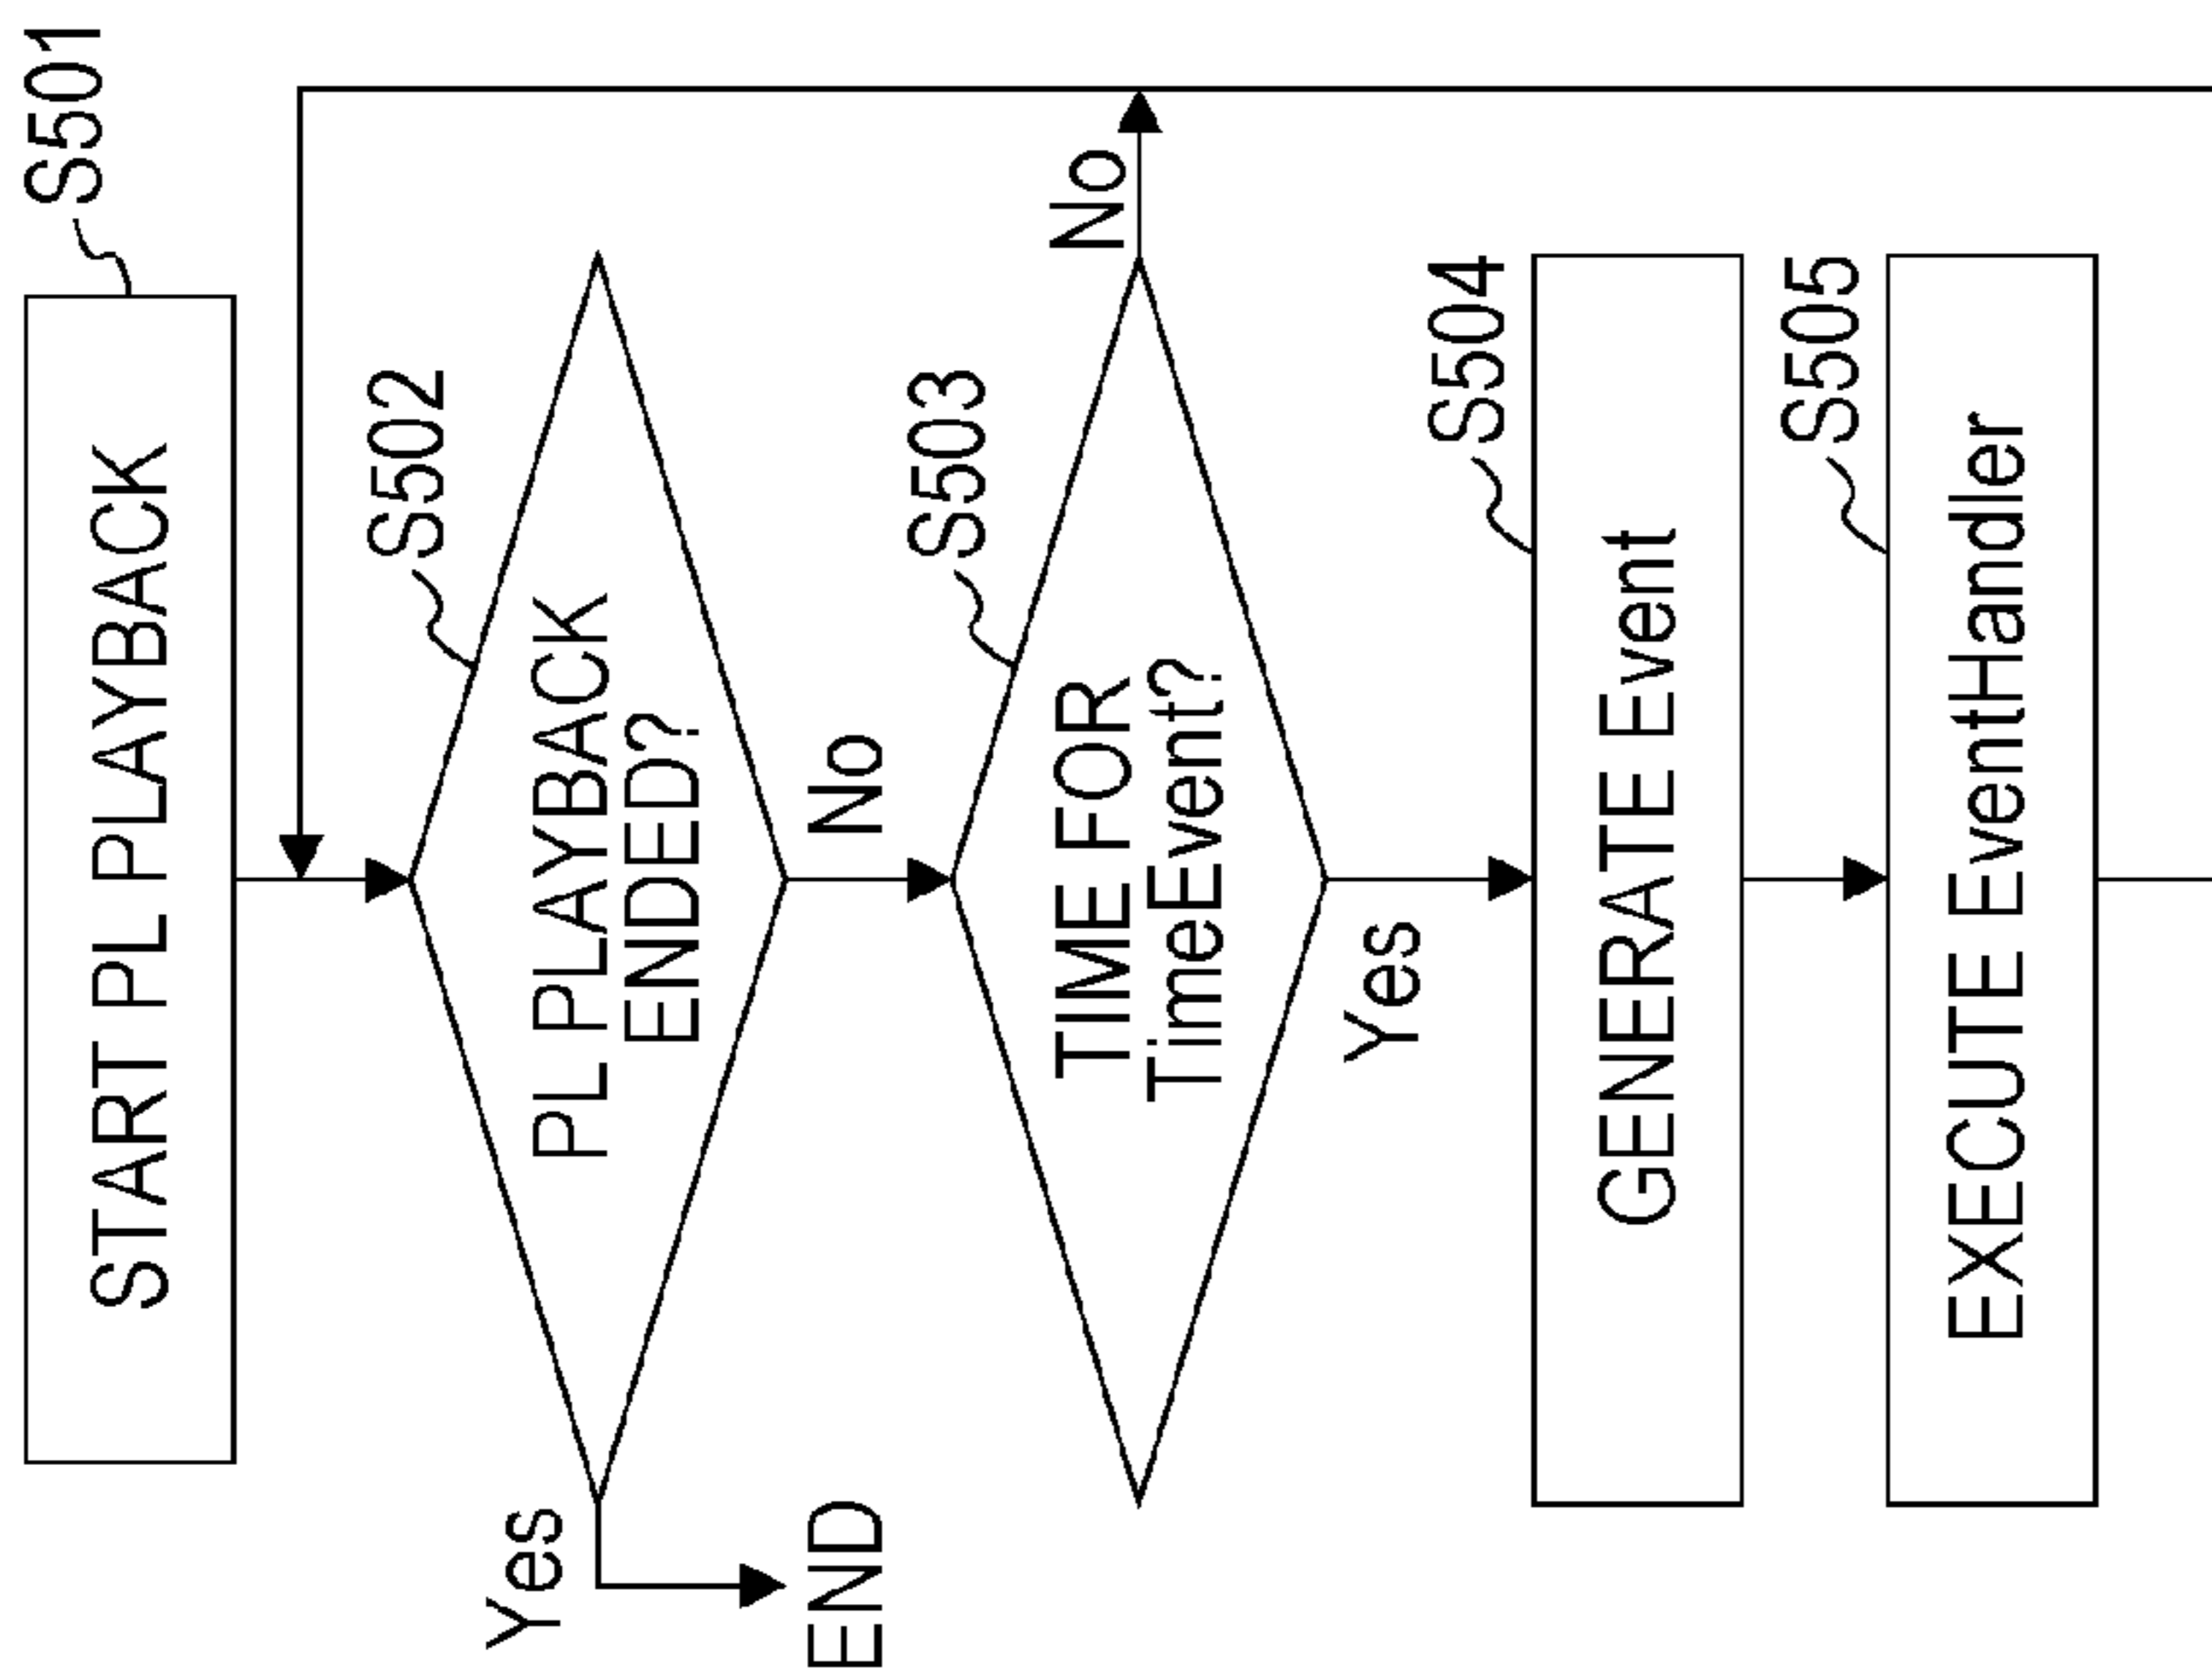 S501
START PL PLAYBACK
S502
PL PLAYBACK
ENDED?
Yes
END
No
S503
TIME FOR
TimeEvent?
No
Yes
S504
GENERATE Event
S505
EXECUTE EventHandler